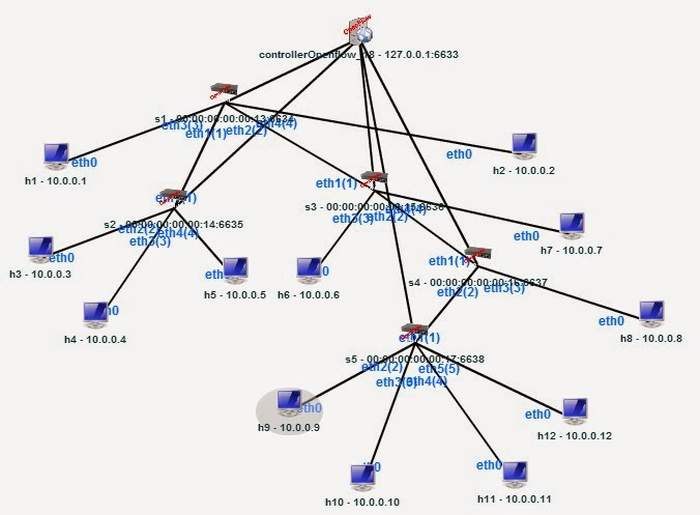 controllerOpenflow_18 - 127.0.0.1:6633
s1 - 00:00:00:00:00:13:6634
eth3(3)
eth4(4)
eth1(1)
eth2(2)
eth0
h1 - 10.0.0.1
eth0
h2 - 10.0.0.2
eth1(1)
s2 - 00:00:00:00:00:14:6635
eth2(2)
eth4(4)
eth3(3)
eth1(1)
s3 - 00:00:00:00:00:15:6636
eth4(4)
eth3(3)
eth2(2)
eth0
h7 - 10.0.0.7
eth0
h3 - 10.0.0.3
eth0
h4 - 10.0.0.4
h5 - 10.0.0.5
h6 - 10.0.0.6
eth1(1)
s4 - 00:00:00:00:00:16:6637
eth2(2)
eth3(3)
eth0
h8 - 10.0.0.8
eth1(1)
s5 - 00:00:00:00:00:17:6638
eth2(2)
eth5(5)
eth3(3)
eth4(4)
eth0
h9 - 10.0.0.9
eth0
h12 - 10.0.0.12
h10 - 10.0.0.10
eth0
h11 - 10.0.0.11